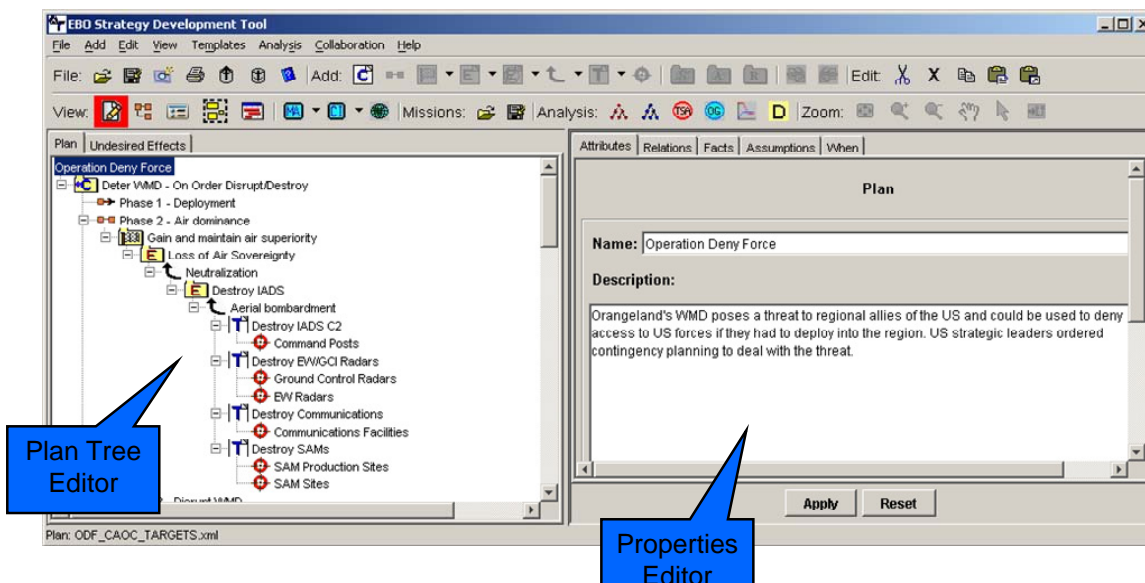 EBO Strategy Development Tool
File Add Edit View Templates Analysis Collaboration Help
File: Add: C Edit: X
View: MA CI Missions: Analysis: TSA OG D Zoom:
Plan Undesired Effects
Operation Deny Force
C Deter WMD - On Order Disrupt/Destroy
Phase 1 - Deployment
Phase 2 - Air dominance
Gain and maintain air superiority
E Loss of Air Sovereignty
Neutralization
E Destroy IADS
Aerial bombardment
T Destroy IADS C2
Command Posts
T Destroy EW/GCI Radars
Ground Control Radars
EW Radars
T Destroy Communications
Communications Facilities
T Destroy SAMs
SAM Production Sites
SAM Sites
Disrupt WMD
Plan: ODF_CAOC_TARGETS.xml
Plan Tree
Editor
Attributes Relations Facts Assumptions When
Plan
Name: Operation Deny Force
Description:
Orangeland's WMD poses a threat to regional allies of the US and could be used to deny
access to US forces if they had to deploy into the region. US strategic leaders ordered
contingency planning to deal with the threat.
Apply Reset
Properties
Editor